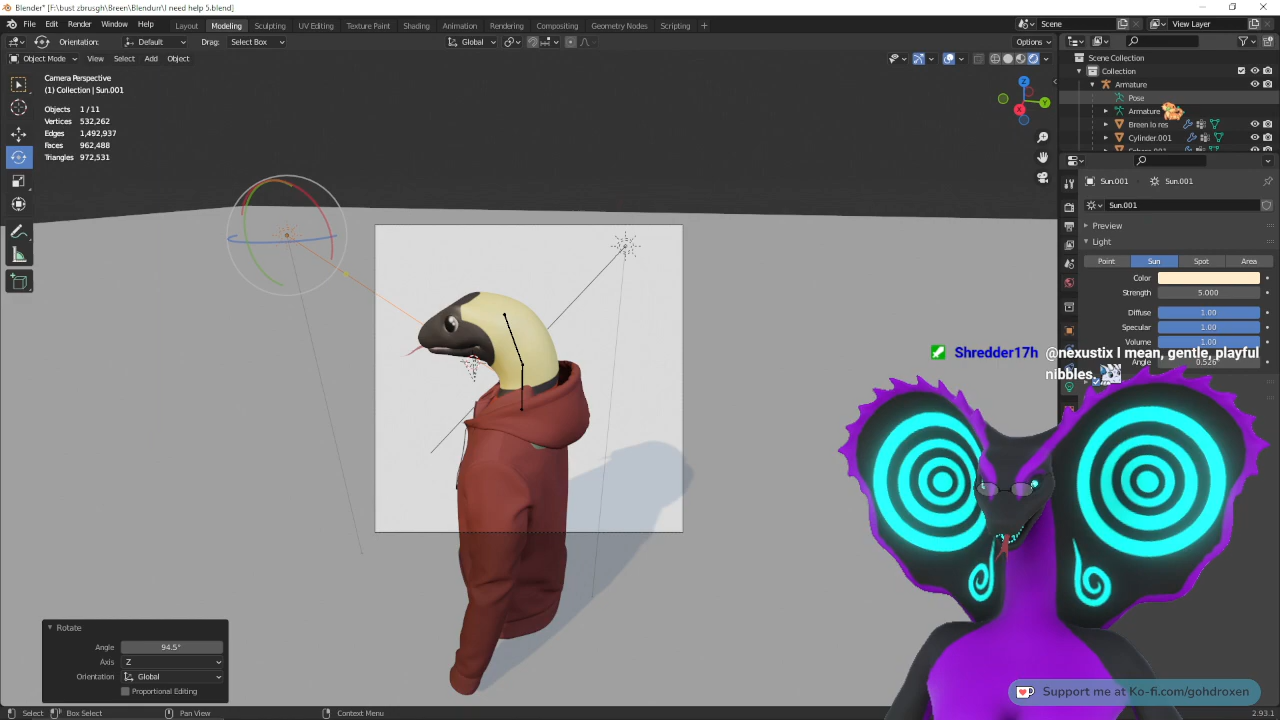 Blender* [F:\bust zbrusgh\Breen\Blendurr\I need help 5.blend]
File Edit Render Window Help
Layout Modeling Sculpting UV Editing Texture Paint Shading Animation Rendering Compositing Geometry Nodes Scripting +
Scene View Layer
Orientation: Default Drag: Select Box Global Options
Object Mode View Select Add Object
Camera Perspective
(1) Collection | Sun.001
Objects 1 / 11
Vertices 532,262
Edges 1,492,937
Faces 962,488
Triangles 972,531
Z
Y
X
Scene Collection
Collection
Armature
Pose
Armature
Breen lo res
Cylinder.001
Sun.001 Sun.001
Sun.001
Preview
Light
Point Sun Spot Area
Color
Strength 5.000
Diffuse 1.00
Specular 1.00
Volume 1.00
Angle 0.526°
Shredder17h @nexustix I mean, gentle, playful
nibbles.
Rotate
Angle 94.5°
Axis Z
Orientation Global
Proportional Editing
Support me at Ko-fi.com/gohdroxen
Select Box Select Pan View Context Menu 2.93.1